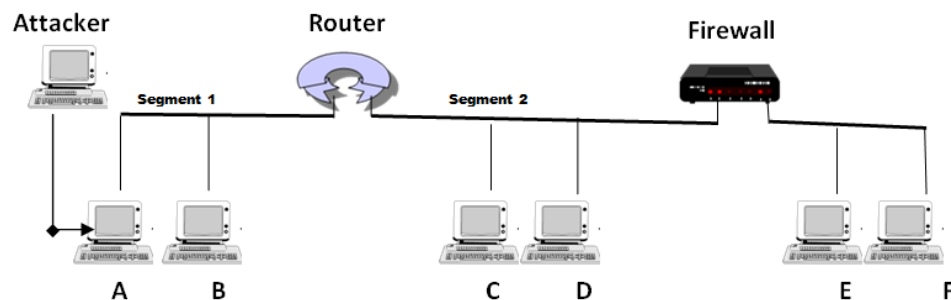 Attacker
Router
Firewall
Segment 1
Segment 2
A
B
C
D
E